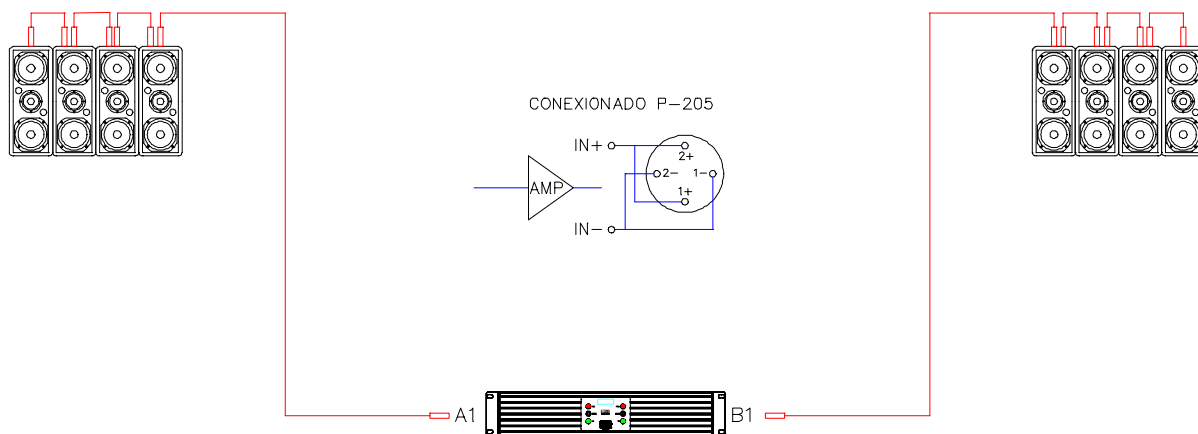 CONEXIONADO P-205
IN+
2+
AMP
2-
1-
1+
IN-
A1
B1